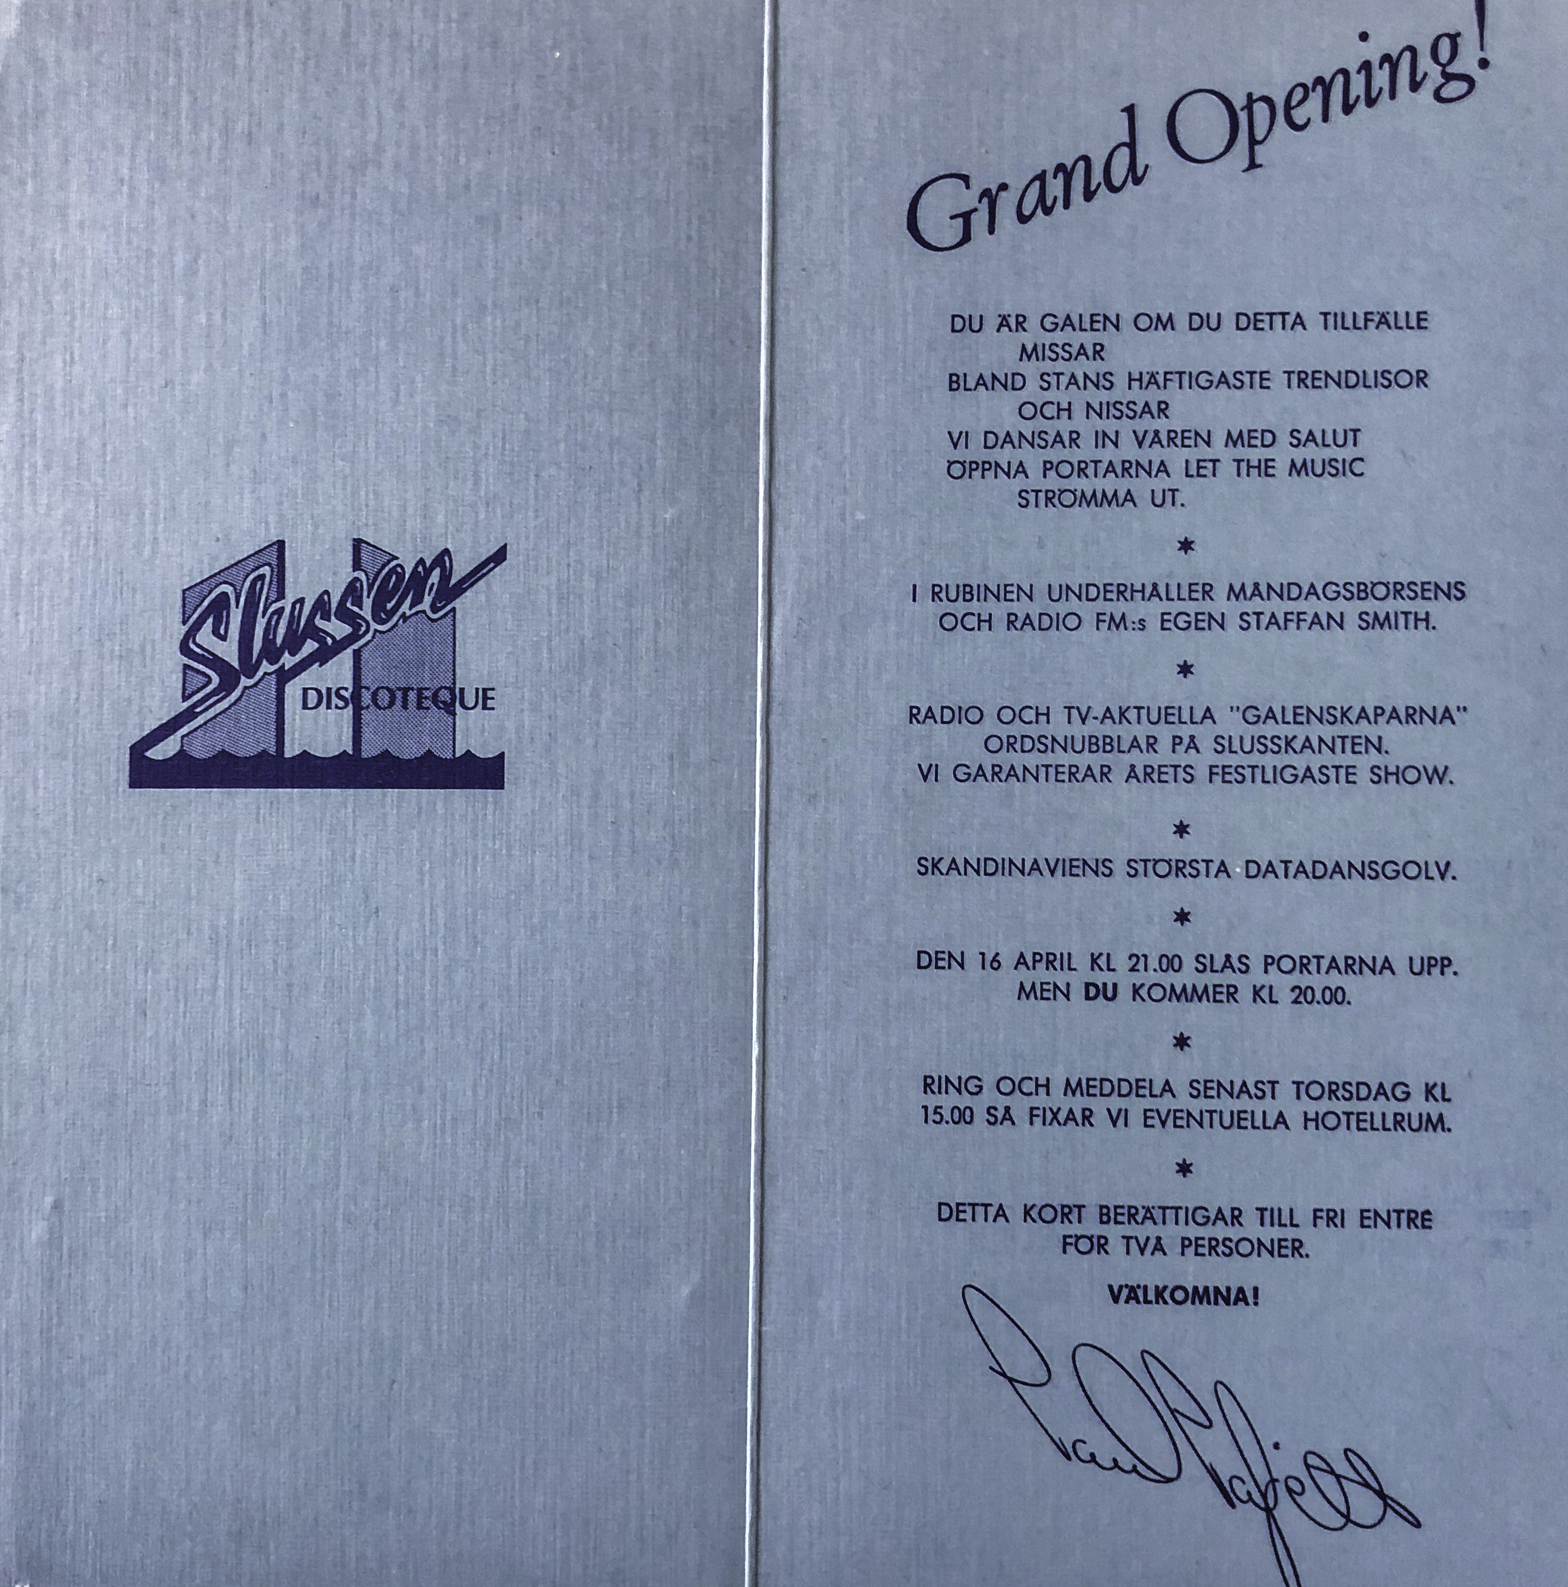 Slussen
DISCOTEQUE
Grand Opening!
DU ÄR GALEN OM DU DETTA TILLFÄLLE
MISSAR
BLAND STANS HÄFTIGASTE TRENDLISOR
OCH NISSAR
VI DANSAR IN VÅREN MED SALUT
ÖPPNA PORTARNA LET THE MUSIC
STRÖMMA UT.
*
I RUBINEN UNDERHÅLLER MÅNDAGSBÖRSENS
OCH RADIO FM:s EGEN STAFFAN SMITH.
*
RADIO OCH TV-AKTUELLA "GALENSKAPARNA"
ORDSNUBBLAR PÅ SLUSSKANTEN.
VI GARANTERAR ÅRETS FESTLIGASTE SHOW.
*
SKANDINAVIENS STÖRSTA DATADANSGOLV.
*
DEN 16 APRIL KL 21.00 SLÅS PORTARNA UPP.
MEN DU KOMMER KL 20.00.
*
RING OCH MEDDELA SENAST TORSDAG KL
15.00 SÅ FIXAR VI EVENTUELLA HOTELLRUM.
*
DETTA KORT BERÄTTIGAR TILL FRI ENTRÉ
FÖR TVÅ PERSONER.
VÄLKOMNA!